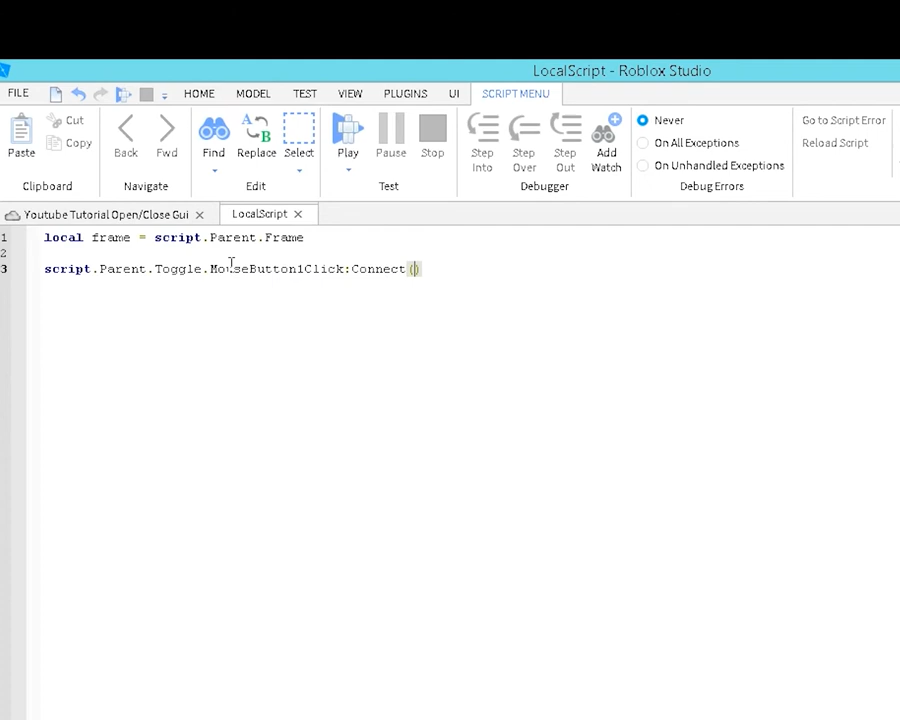 LocalScript - Roblox Studio
FILE HOME MODEL TEST VIEW PLUGINS UI SCRIPT MENU
Paste Cut Copy Back Fwd Find Replace Select Play Pause Stop Step Into Step Over Step Out Add Watch Never On All Exceptions On Unhandled Exceptions Go to Script Error Reload Script
Clipboard Navigate Edit Test Debugger Debug Errors
Youtube Tutorial Open/Close Gui LocalScript
1 local frame = script.Parent.Frame
2
3 script.Parent.Toggle.MouseButton1Click:Connect()